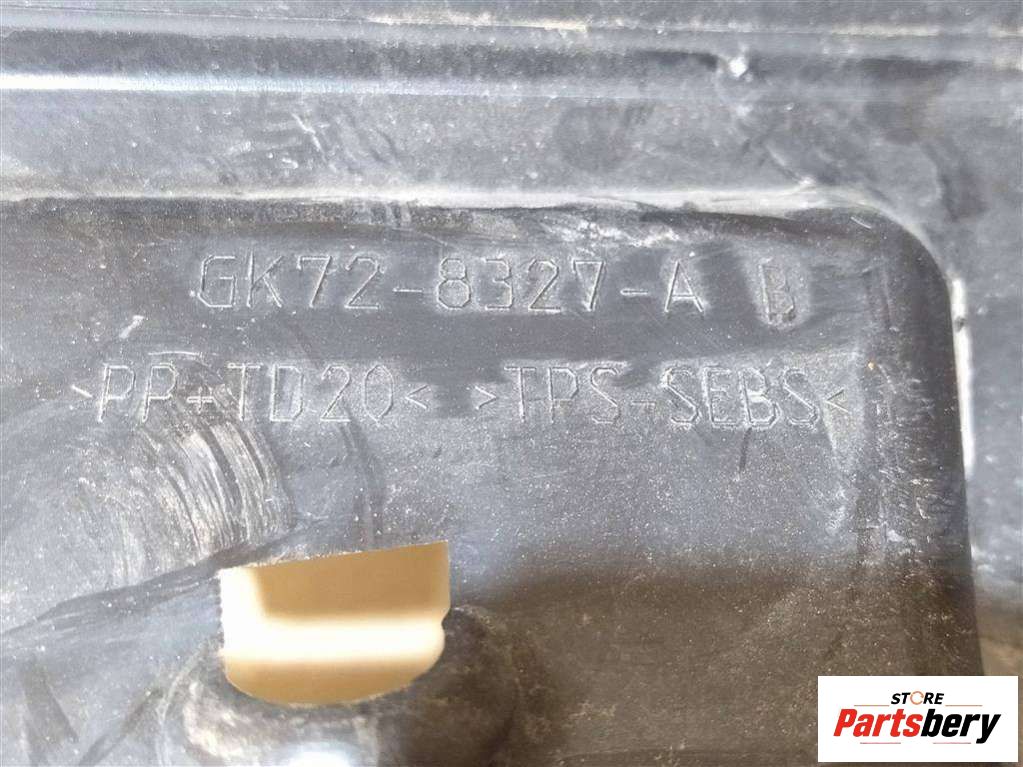 GK72-8327-A B
>PP+TD20< >TPS-SEBS<
STORE
Partsbery